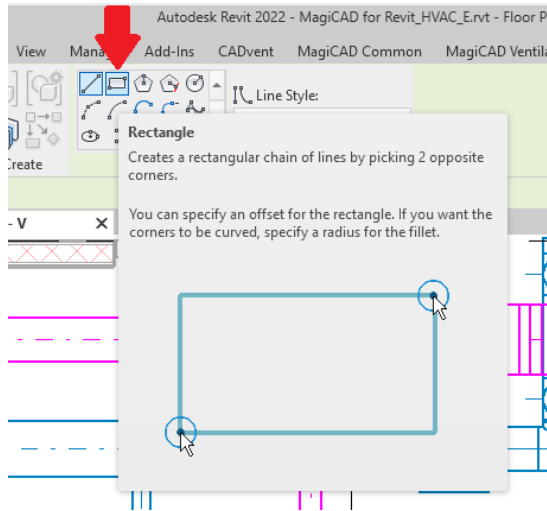 Autodesk Revit 2022 - MagiCAD for Revit_HVAC_E.rvt - Floor P
View Add-Ins CADvent MagiCAD Common MagiCAD Ventila
Line Style:
Create
Rectangle
Creates a rectangular chain of lines by picking 2 opposite
corners.
You can specify an offset for the rectangle. If you want the
corners to be curved, specify a radius for the fillet.
- V